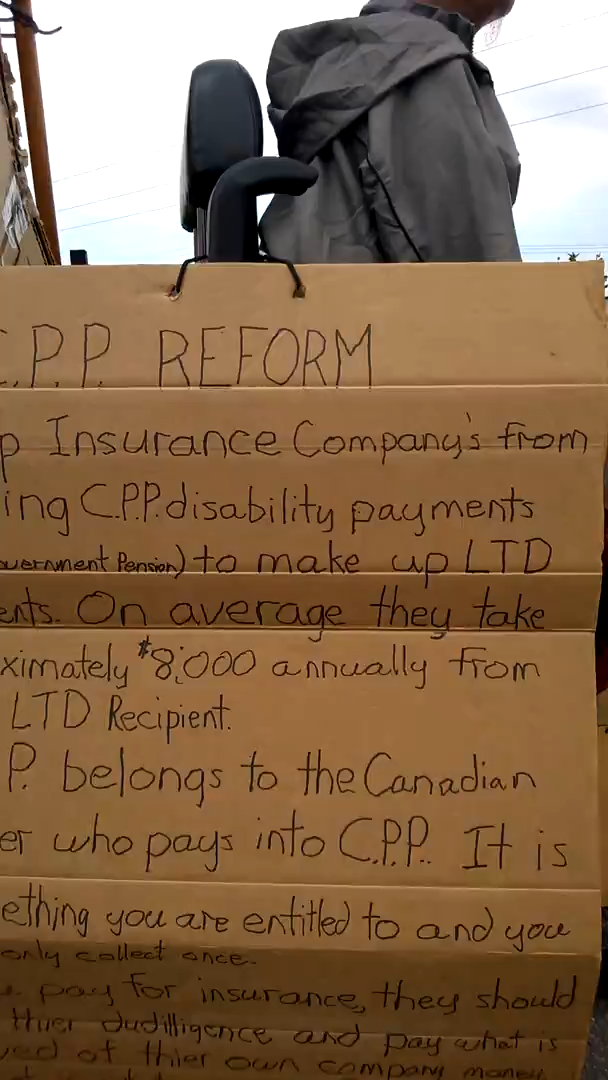 C.P.P. REFORM
p Insurance Company's from
ing C.P.P. disability payments
vernment Pension) to make up LTD
ents. On average they take
ximately $8,000 annually from
LTD Recipient.
P. belongs to the Canadian
er who pays into C.P.P. It is
ething you are entitled to and you
only collect once.
pay for insurance, they should
thier dudilligence and pay what is
ved of thier own company money